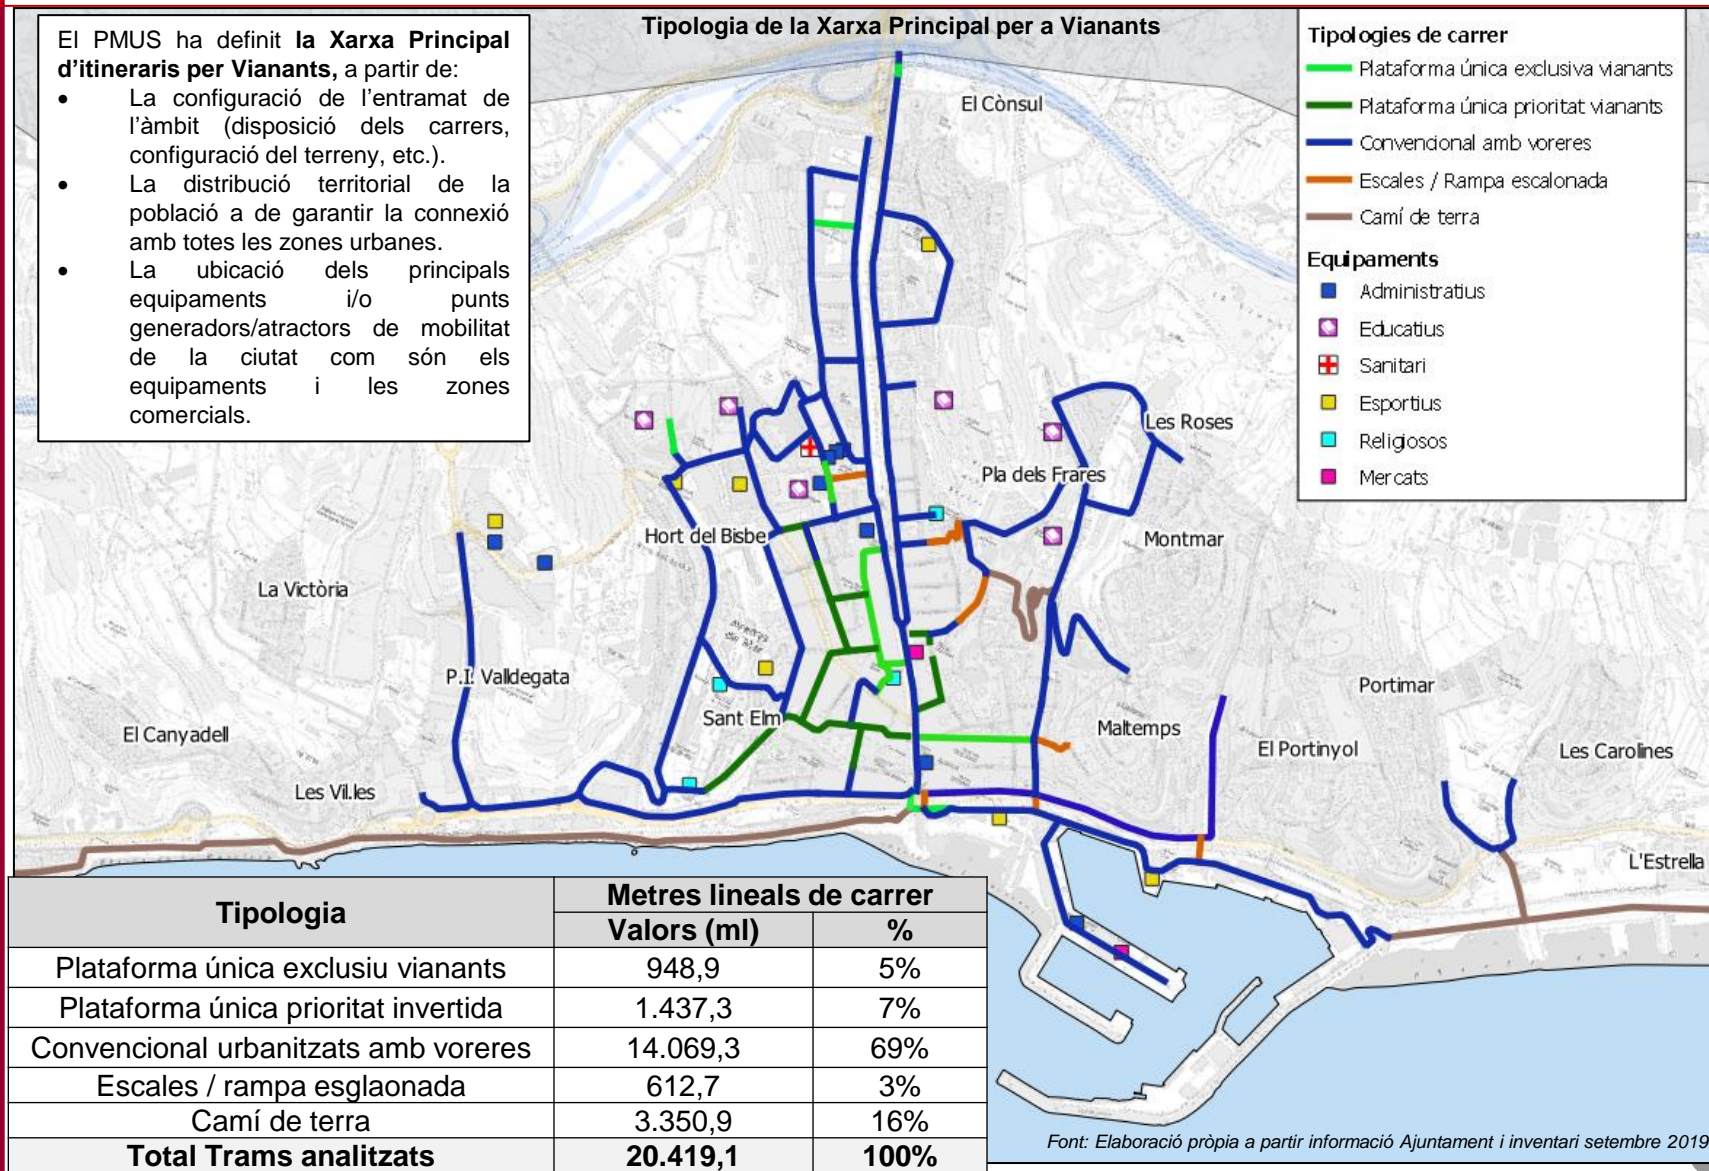 Tipologia de la Xarxa Principal per a Vianants
El PMUS ha definit la Xarxa Principal
d'itineraris per Vianants, a partir de:
• La configuració de l'entramat de
l'àmbit (disposició dels carrers,
configuració del terreny, etc.).
• La distribució territorial de la
població a de garantir la connexió
amb totes les zones urbanes.
• La ubicació dels principals
equipaments i/o punts
generadors/atractors de mobilitat
de la ciutat com són els
equipaments i les zones
comercials.
Tipologies de carrer
Plataforma única exclusiva vianants
Plataforma única prioritat vianants
Convencional amb voreres
Escales / Rampa escalonada
Camí de terra
Equipaments
Administratius
Educatius
Sanitari
Esportius
Religiosos
Mercats
El Cònsul
Les Roses
Pla dels Frares
Hort del Bisbe
Montmar
La Victòria
P.I. Valldegata
Portimar
Sant Elm
Maltemps
El Canyadell
El Portinyol
Les Carolines
Les Vil.les
L'Estrella
Tipologia Metres lineals de carrer
Valors (ml) %
Plataforma única exclusiu vianants 948,9 5%
Plataforma única prioritat invertida 1.437,3 7%
Convencional urbanitzats amb voreres 14.069,3 69%
Escales / rampa esglaonada 612,7 3%
Camí de terra 3.350,9 16%
Total Trams analitzats 20.419,1 100%
Font: Elaboració pròpia a partir informació Ajuntament i inventari setembre 2019